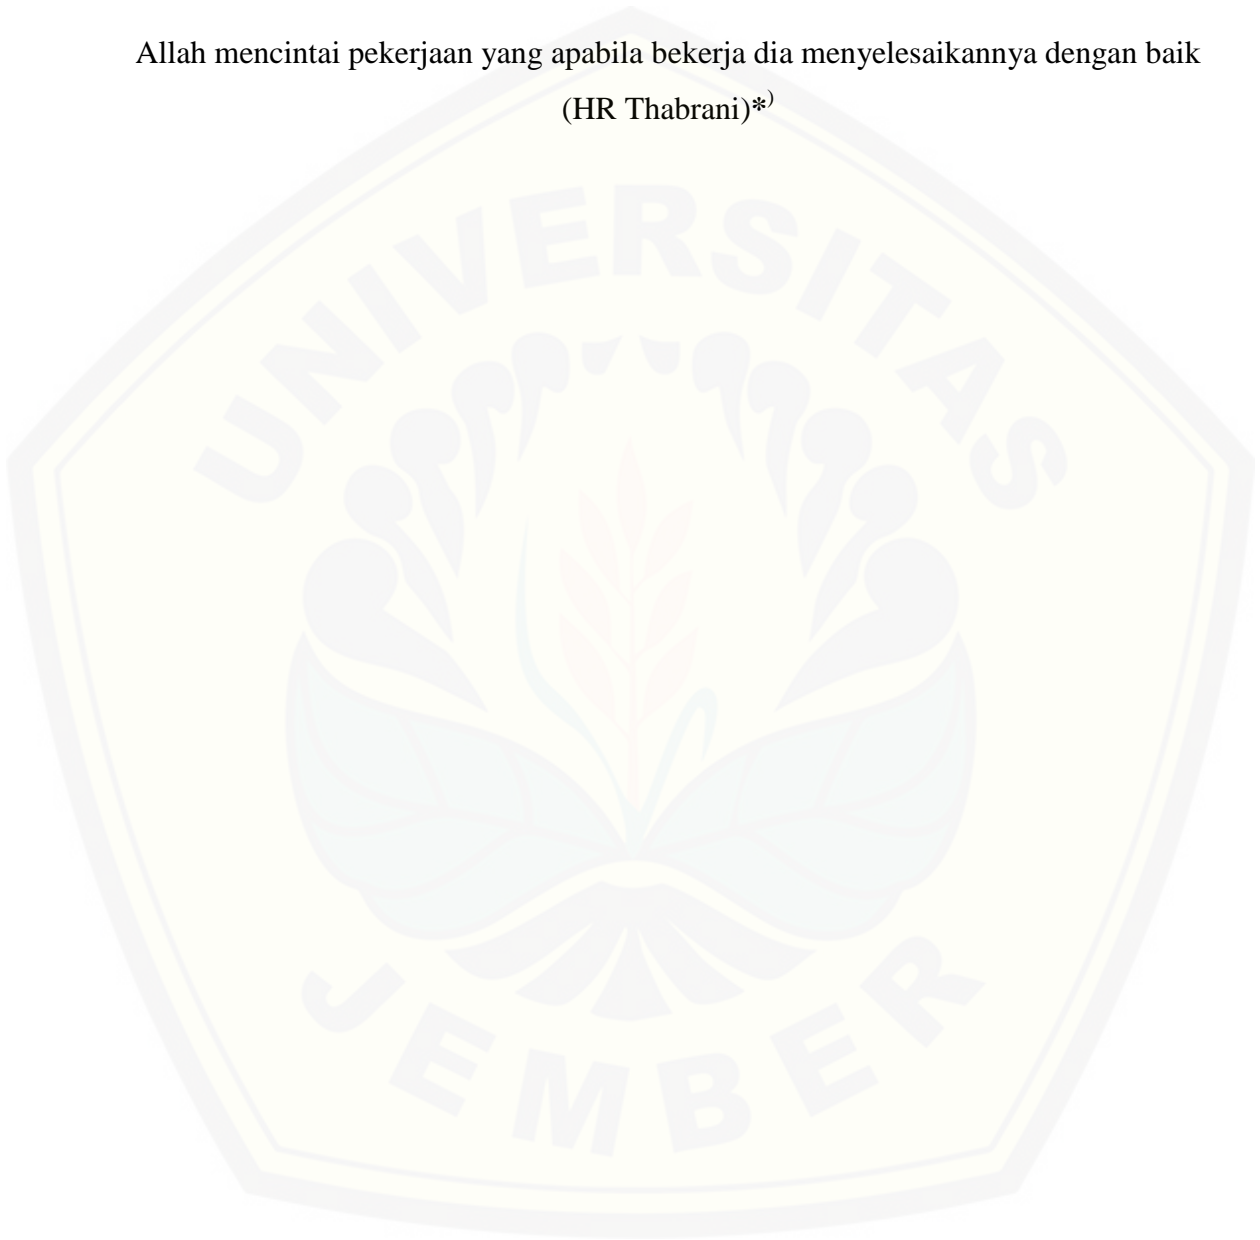 Allah mencintai pekerjaan yang apabila bekerja dia menyelesaikannya dengan baik
(HR Thabrani)*)
UNIVERSITAS
JEMBER